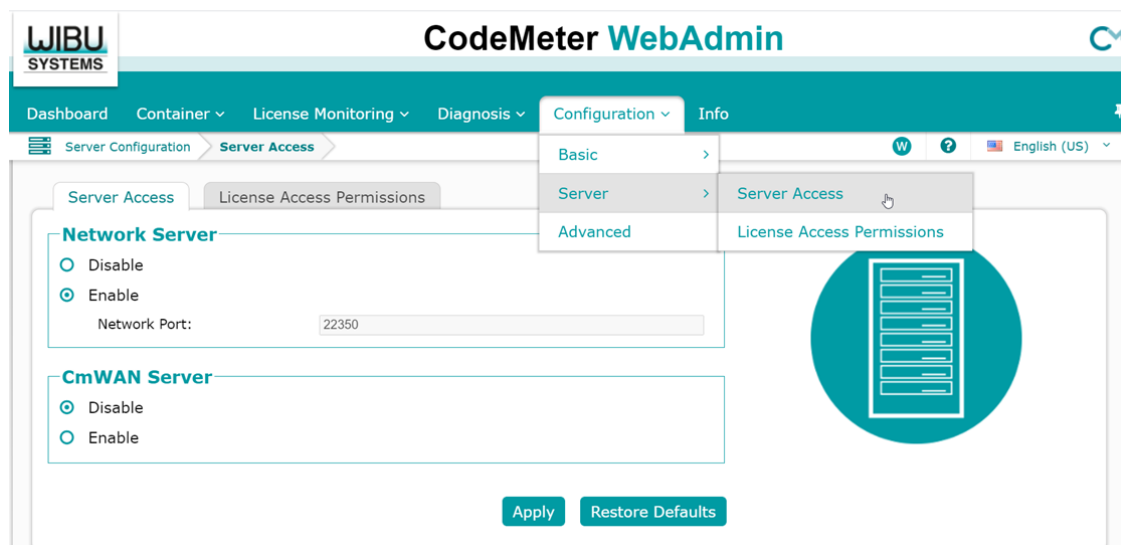 WIBU
SYSTEMS
CodeMeter WebAdmin
Dashboard Container License Monitoring Diagnosis Configuration Info
Server Configuration Server Access
W ? English (US)
Basic
Server
Advanced
Server Access
License Access Permissions
Server Access License Access Permissions
Network Server
Disable
Enable
Network Port: 22350
CmWAN Server
Disable
Enable
Apply Restore Defaults